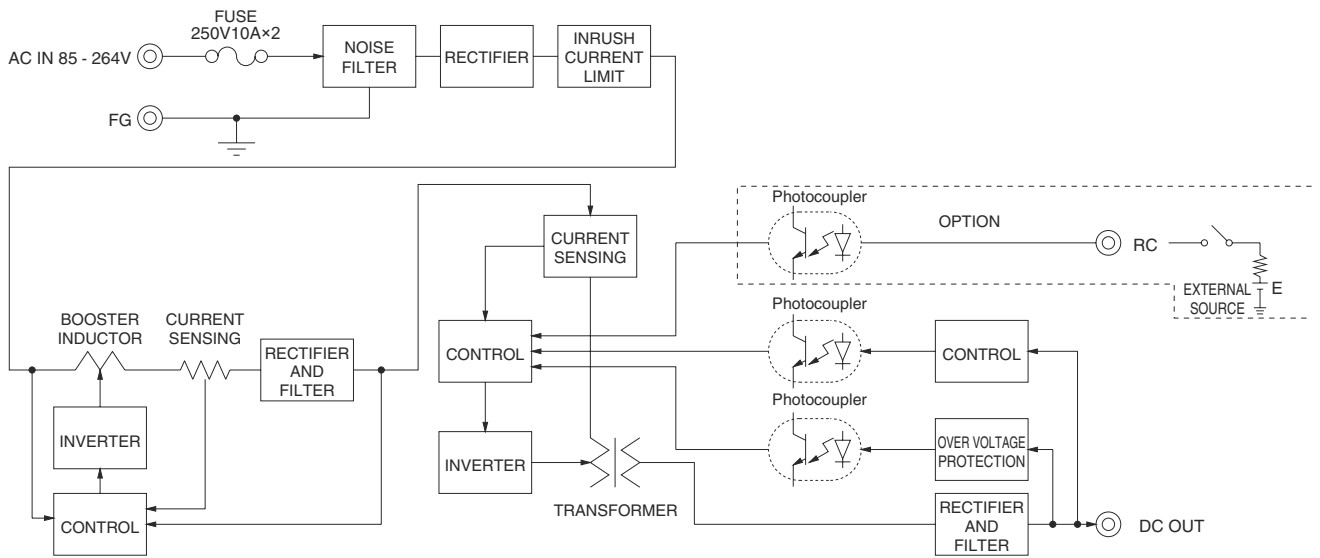 FUSE
250V10A×2
AC IN 85 - 264V
NOISE
FILTER
RECTIFIER
INRUSH
CURRENT
LIMIT
FG
Photocoupler
OPTION
RC
EXTERNAL
SOURCE
E
CURRENT
SENSING
BOOSTER
INDUCTOR
CURRENT
SENSING
RECTIFIER
AND
FILTER
CONTROL
Photocoupler
CONTROL
INVERTER
CONTROL
INVERTER
TRANSFORMER
Photocoupler
OVER VOLTAGE
PROTECTION
RECTIFIER
AND
FILTER
DC OUT